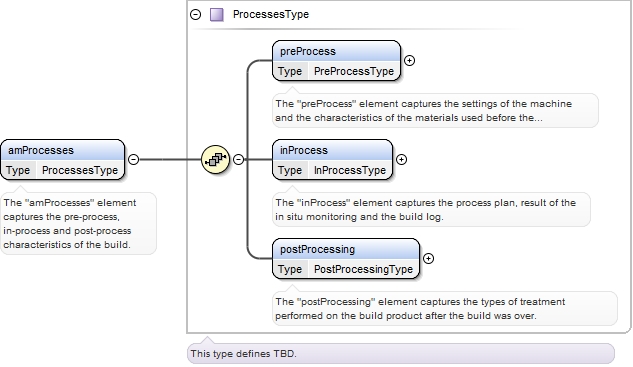 ProcessesType
preProcess
Type PreProcessType
The "preProcess" element captures the settings of the machine
and the characteristics of the materials used before the...
amProcesses
Type ProcessesType
The "amProcesses" element
captures the pre-process,
in-process and post-process
characteristics of the build.
inProcess
Type InProcessType
The "inProcess" element captures the process plan, result of the
in situ monitoring and the build log.
postProcessing
Type PostProcessingType
The "postProcessing" element captures the types of treatment
performed on the build product after the build was over.
This type defines TBD.